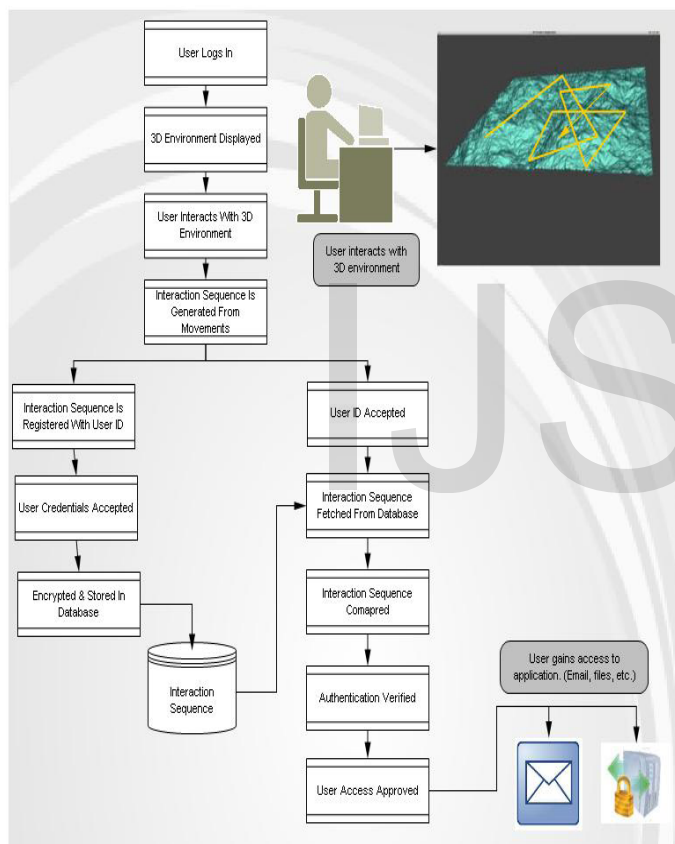 User Logs In
3D Environment Displayed
User Interacts With 3D
Environment
Interaction Sequence Is
Generated From
Movements
User interacts with
3D environment
IJS
Interaction Sequence Is
Registered With User ID
User Credentials Accepted
Encrypted & Stored In
Database
Interaction
Sequence
User ID Accepted
Interaction Sequence
Fetched From Database
Interaction Sequence
Comapred
Authentication Verified
User Access Approved
User gains access to
application. (Email, files, etc.)